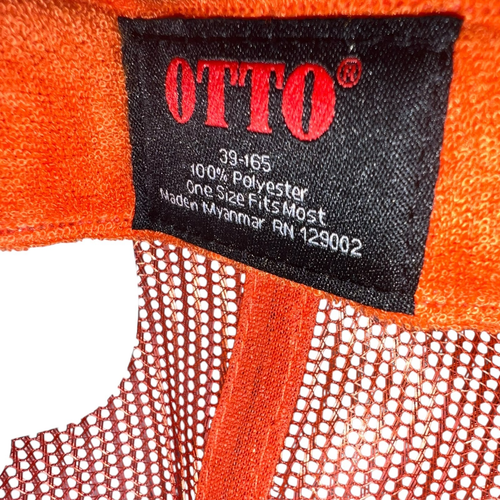 OTTO®
39-165
100% Polyester
One Size Fits Most
Made in Myanmar RN 129002